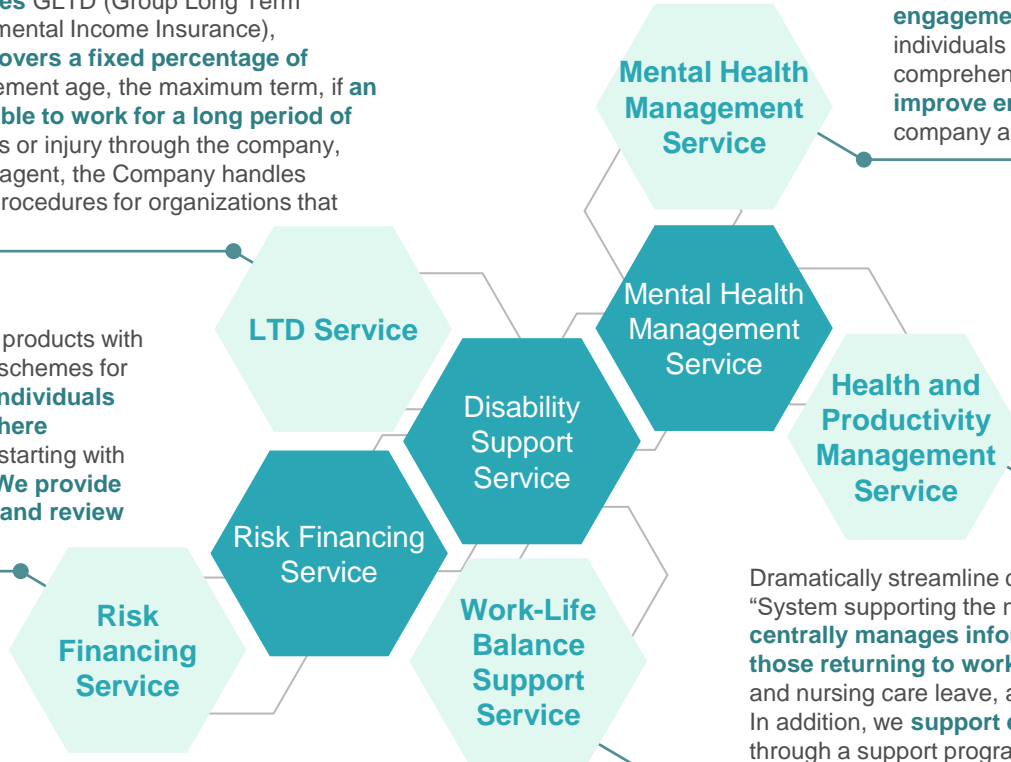 es GLTD (Group Long Term
mental Income Insurance),
overs a fixed percentage of
ement age, the maximum term, if an
ble to work for a long period of
s or injury through the company,
agent, the Company handles
rocedures for organizations that
engageme
individuals
comprehen
improve e
company a
Mental Health
Management
Service
LTD Service
products with
schemes for
ndividuals
here
starting with
We provide
and review
Mental Health
Management
Service
Disability
Support
Service
Health and
Productivity
Management
Service
Risk Financing
Service
Risk
Financing
Service
Work-Life
Balance
Support
Service
Dramatically streamline
“System supporting the
centrally manages infor
those returning to work
and nursing care leave, a
In addition, we support
through a support progra